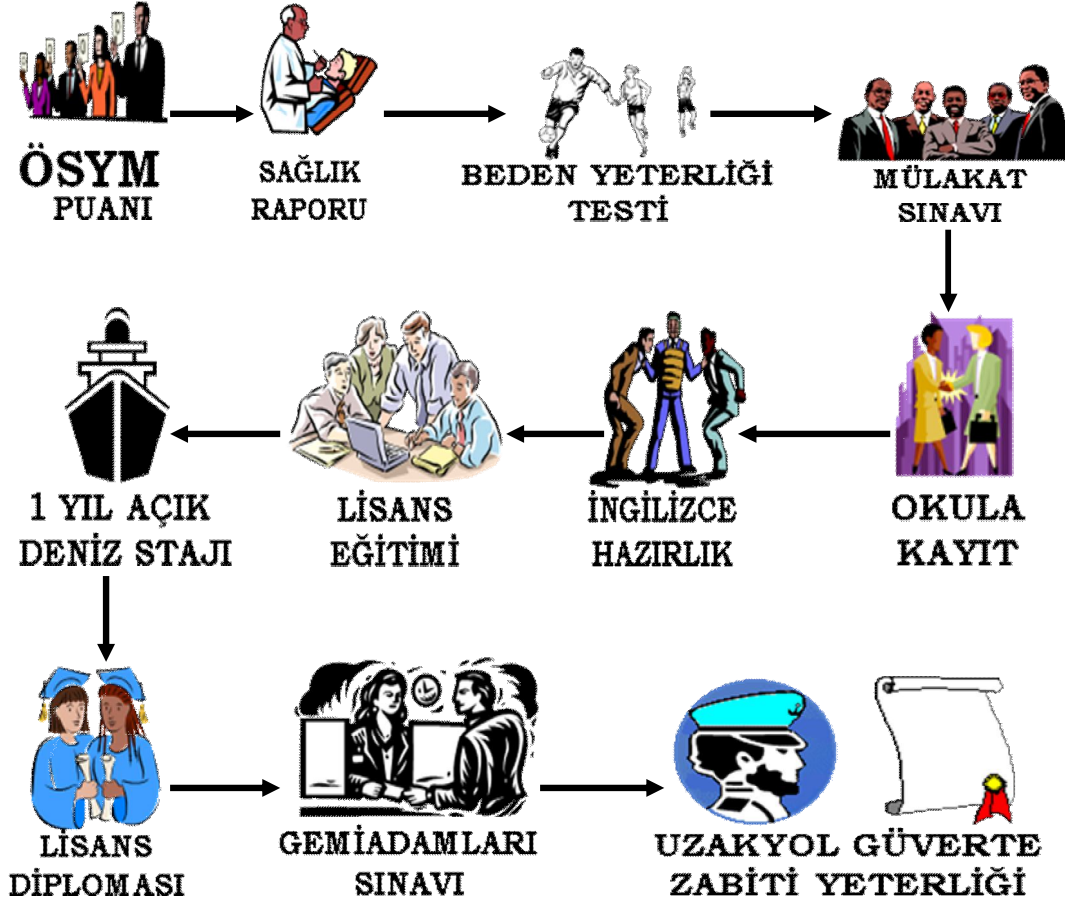 ÖSYM
PUANI
SAĞLIK
RAPORU
BEDEN YETERLİĞİ
TESTİ
MÜLAKAT
SINAVI
OKULA
KAYIT
İNGİLİZCE
HAZIRLIK
LİSANS
EĞİTİMİ
1 YIL AÇIK
DENİZ STAJI
LİSANS
DİPLOMASI
GEMİADAMLARI
SINAVI
UZAKYOL GÜVERTE
ZABİTİ YETERLİĞİ